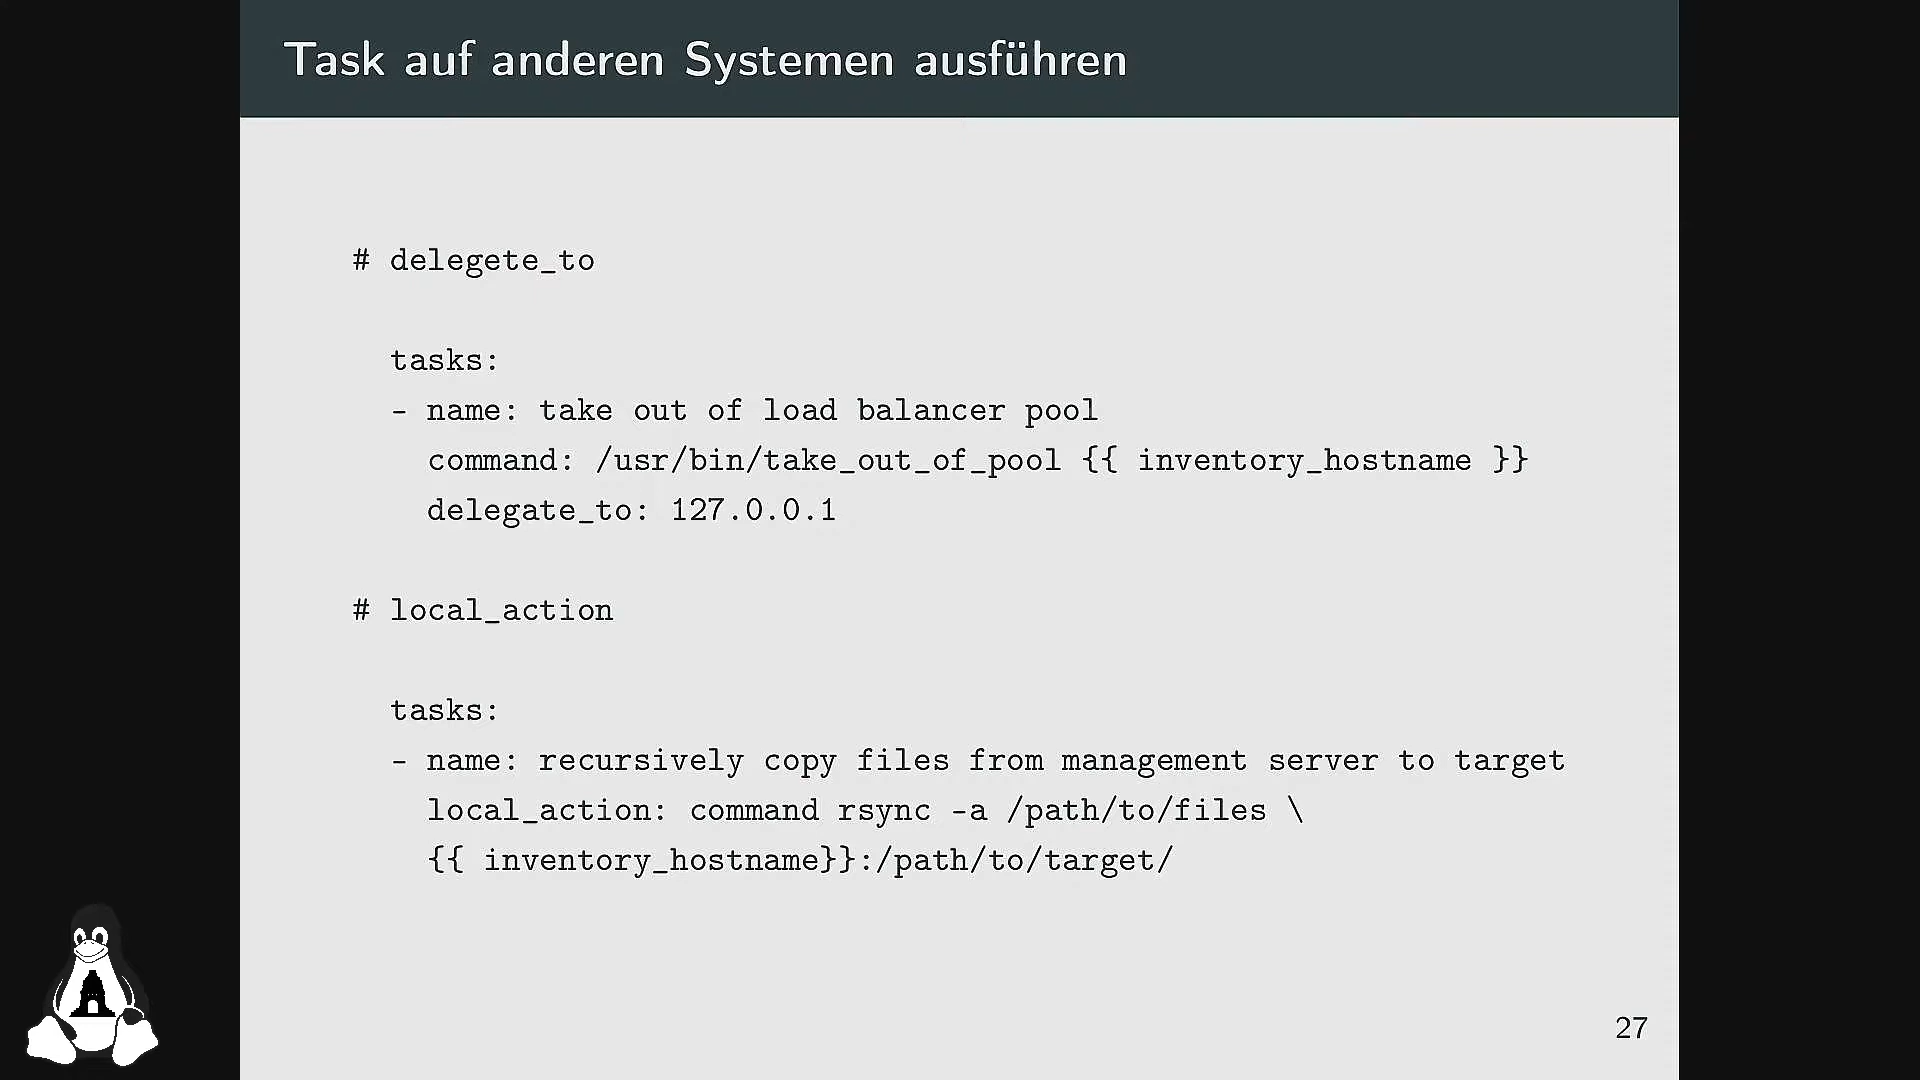 Task auf anderen Systemen ausführen
# delegete_to
tasks:
- name: take out of load balancer pool
command: /usr/bin/take_out_of_pool {{ inventory_hostname }}
delegate_to: 127.0.0.1
# local_action
tasks:
- name: recursively copy files from management server to target
local_action: command rsync -a /path/to/files \
{{ inventory_hostname}}:/path/to/target/
27